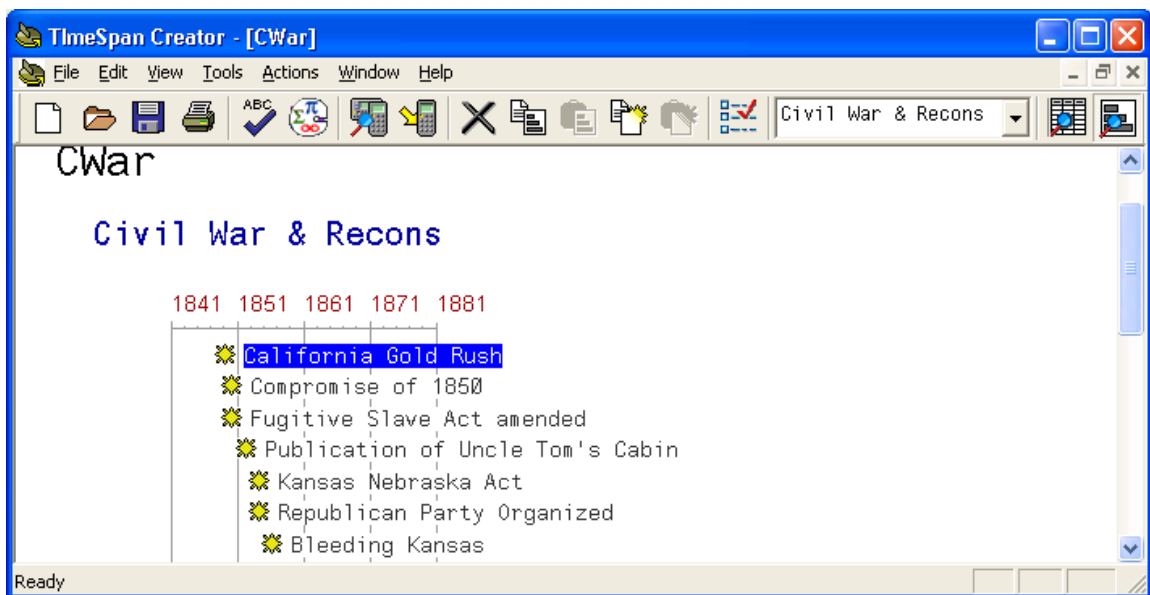 TImeSpan Creator - [CWar]
File Edit View Tools Actions Window Help
ABC Civil War & Recons
CWar
Civil War & Recons
1841 1851 1861 1871 1881
California Gold Rush
Compromise of 1850
Fugitive Slave Act amended
Publication of Uncle Tom's Cabin
Kansas Nebraska Act
Republican Party Organized
Bleeding Kansas
Ready